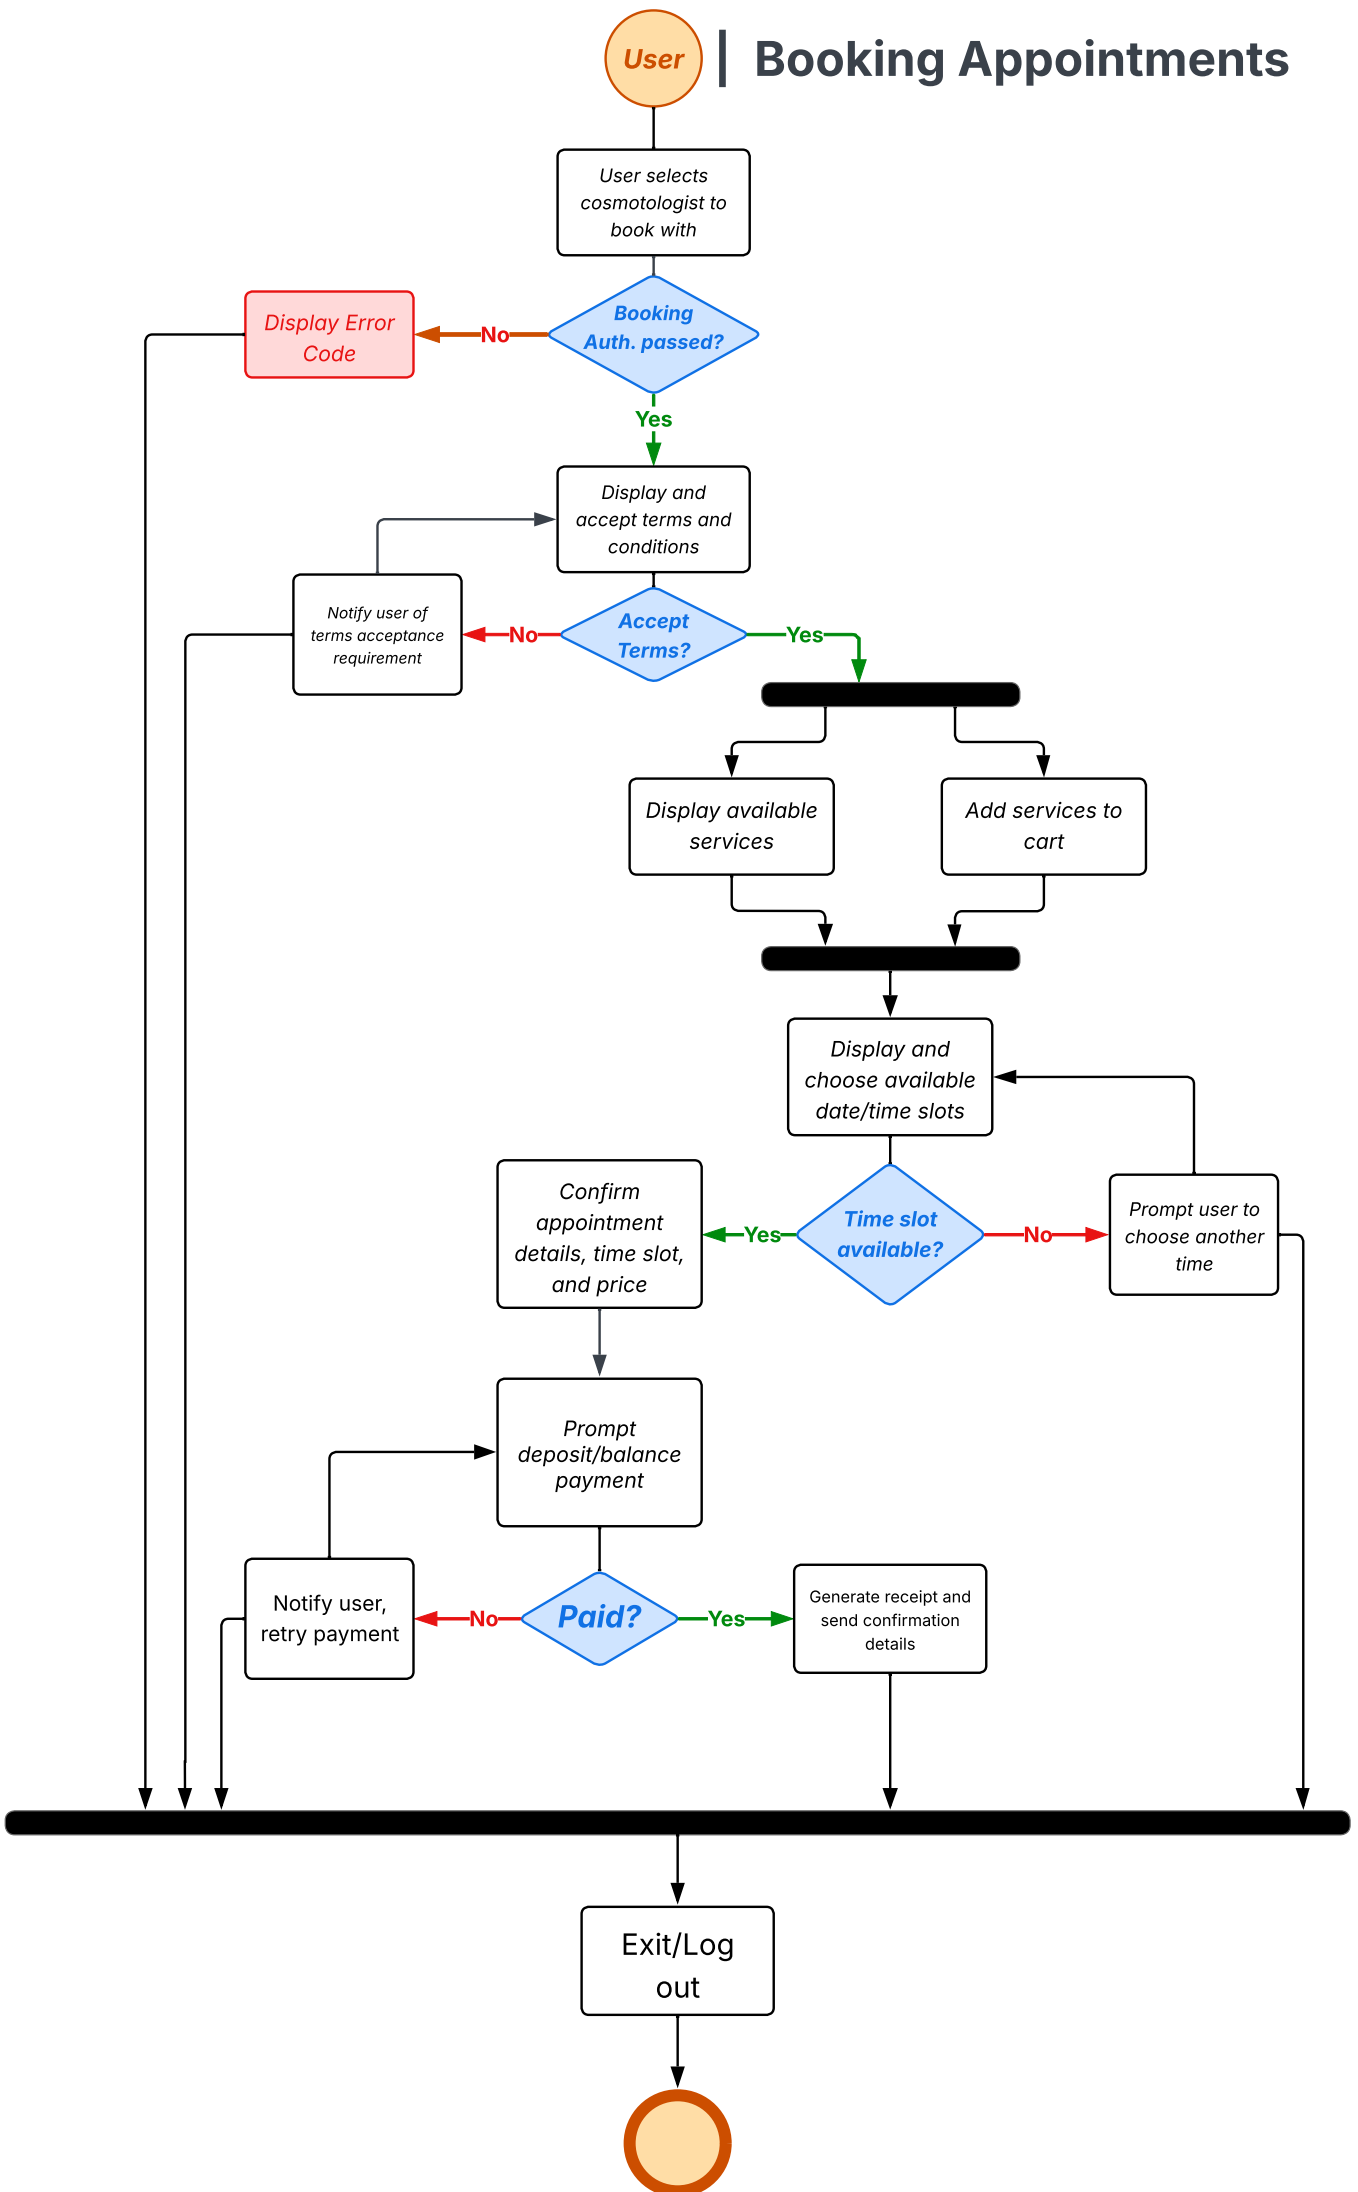 User
| Booking Appointments
User selects
cosmotologist to
book with
Booking
Auth. passed?
No
Display Error
Code
Yes
Display and
accept terms and
conditions
Accept
Terms?
No
Notify user of
terms acceptance
requirement
Yes
Display available
services
Add services to
cart
Display and
choose available
date/time slots
Time slot
available?
Yes
Confirm
appointment
details, time slot,
and price
No
Prompt user to
choose another
time
Prompt
deposit/balance
payment
Paid?
No
Notify user,
retry payment
Yes
Generate receipt and
send confirmation
details
Exit/Log
out